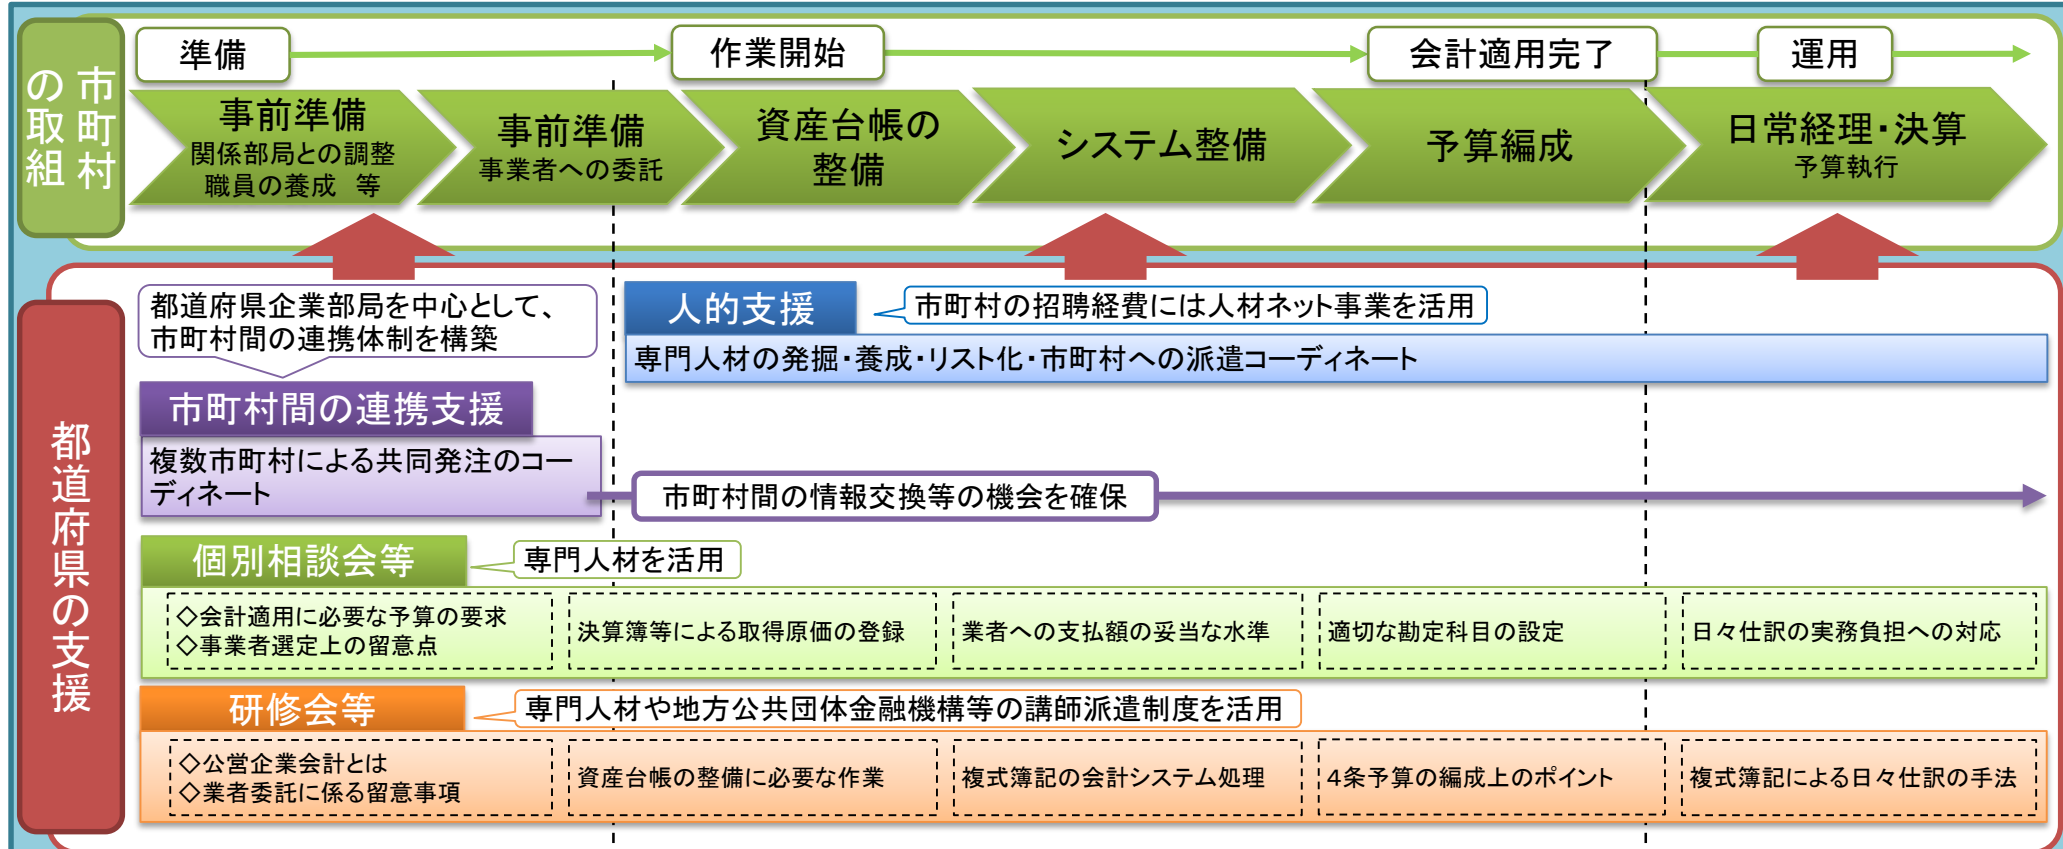 市町村の取組
準備
作業開始
会計適用完了
運用
事前準備
関係部局との調整
職員の養成　等
事前準備
事業者への委託
資産台帳の
整備
システム整備
予算編成
日常経理・決算
予算執行
都道府県の支援
都道府県企業部局を中心として、
市町村間の連携体制を構築
人的支援
市町村の招聘経費には人材ネット事業を活用
専門人材の発掘・養成・リスト化・市町村への派遣コーディネート
市町村間の連携支援
複数市町村による共同発注のコー
ディネート
市町村間の情報交換等の機会を確保
個別相談会等
専門人材を活用
◇会計適用に必要な予算の要求
◇事業者選定上の留意点
決算簿等による取得原価の登録
業者への支払額の妥当な水準
適切な勘定科目の設定
日々仕訳の実務負担への対応
研修会等
専門人材や地方公共団体金融機構等の講師派遣制度を活用
◇公営企業会計とは
◇業者委託に係る留意事項
資産台帳の整備に必要な作業
複式簿記の会計システム処理
４条予算の編成上のポイント
複式簿記による日々仕訳の手法